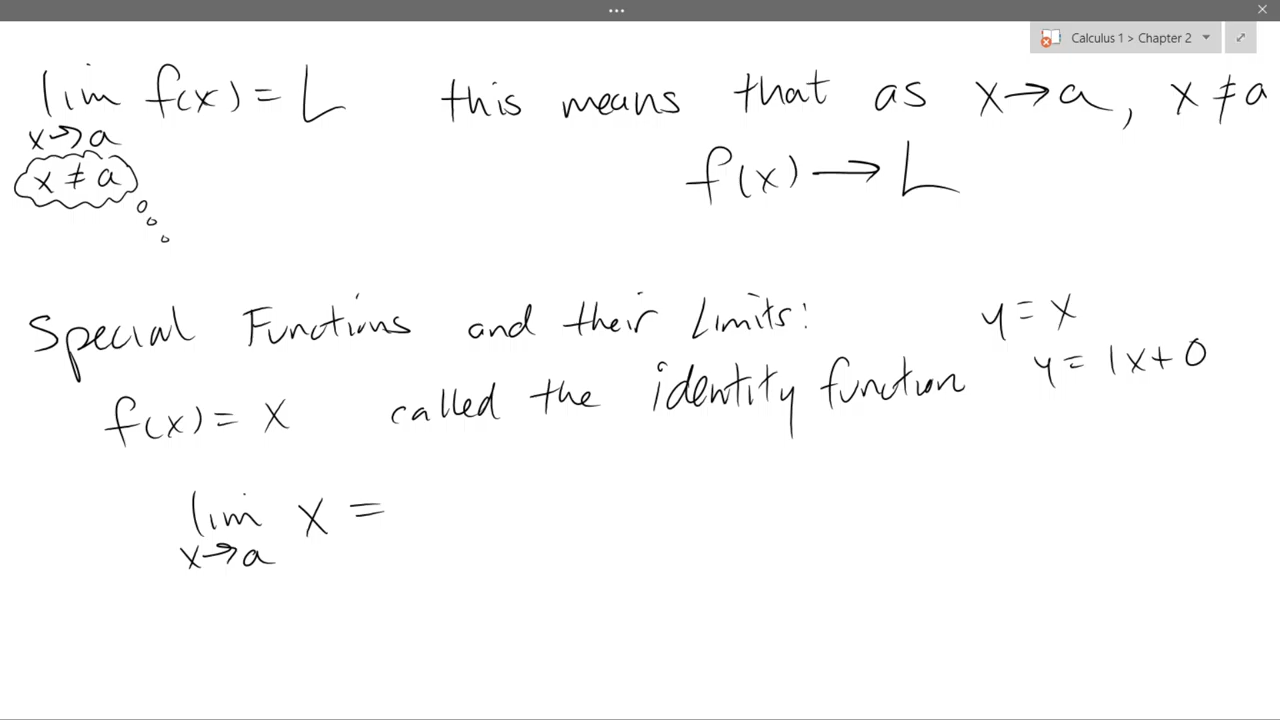 Calculus 1 > Chapter 2
lim f(x) = L this means that as x→a, x ≠ a
x→a
x ≠ a
f(x) → L
Special Functions and their Limits:
y = x
y = 1x + 0
f(x) = x called the identity function
lim x =
x→a